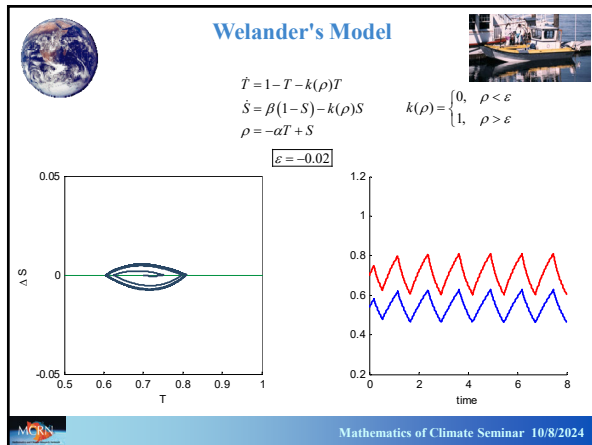 Welander's Model
Ṫ = 1 − T − k(ρ)T
Ṡ = β(1 − S) − k(ρ)S
ρ = −αT + S
k(ρ) = {0, ρ < ε
1, ρ > ε
ε = −0.02
0.05
0
-0.05
Δ S
0.5 0.6 0.7 0.8 0.9 1
T
1.2
1
0.8
0.6
0.4
0.2
0 2 4 6 8
time
MCRN
Mathematics of Climate Seminar 10/8/2024